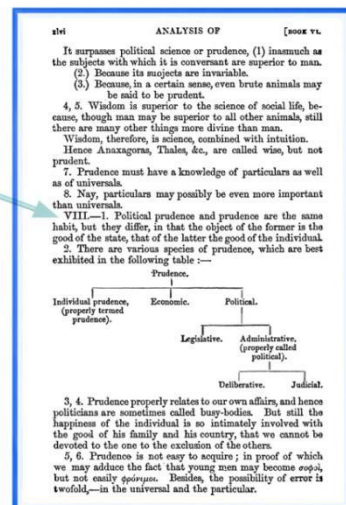 xlvi ANALYSIS OF [BOOK VI.
It surpasses political science or prudence, (1) inasmuch as
the subjects with which it is conversant are superior to man.
(2.) Because its suojects are invariable.
(3.) Because, in a certain sense, even brute animals may
be said to be prudent.
4, 5. Wisdom is superior to the science of social life, be-
cause, though man may be superior to all other animals, still
there are many other things more divine than man.
Wisdom, therefore, is science, combined with intuition.
Hence Anaxagoras, Thales, &c., are called wise, but not
prudent.
7. Prudence must have a knowledge of particulars as well
as of universals.
8. Nay, particulars may possibly be even more important
than universals.
VIII.—1. Political prudence and prudence are the same
habit, but they differ, in that the object of the former is the
good of the state, that of the latter the good of the individual.
2. There are various species of prudence, which are best
exhibited in the following table :—
Prudence.
Individual prudence, Economic. Political.
(properly termed
prudence).
Legislative. Administrative,
(properly called
political).
Deliberative. Judicial.
3, 4. Prudence properly relates to our own affairs, and hence
politicians are sometimes called busy-bodies. But still the
happiness of the individual is so intimately involved with
the good of his family and his country, that we cannot be
devoted to the one to the exclusion of the others.
5, 6. Prudence is not easy to acquire ; in proof of which
we may adduce the fact that young men may become σοφοὶ,
but not easily φρόνιμοι. Besides, the possibility of error is
twofold,—in the universal and the particular.